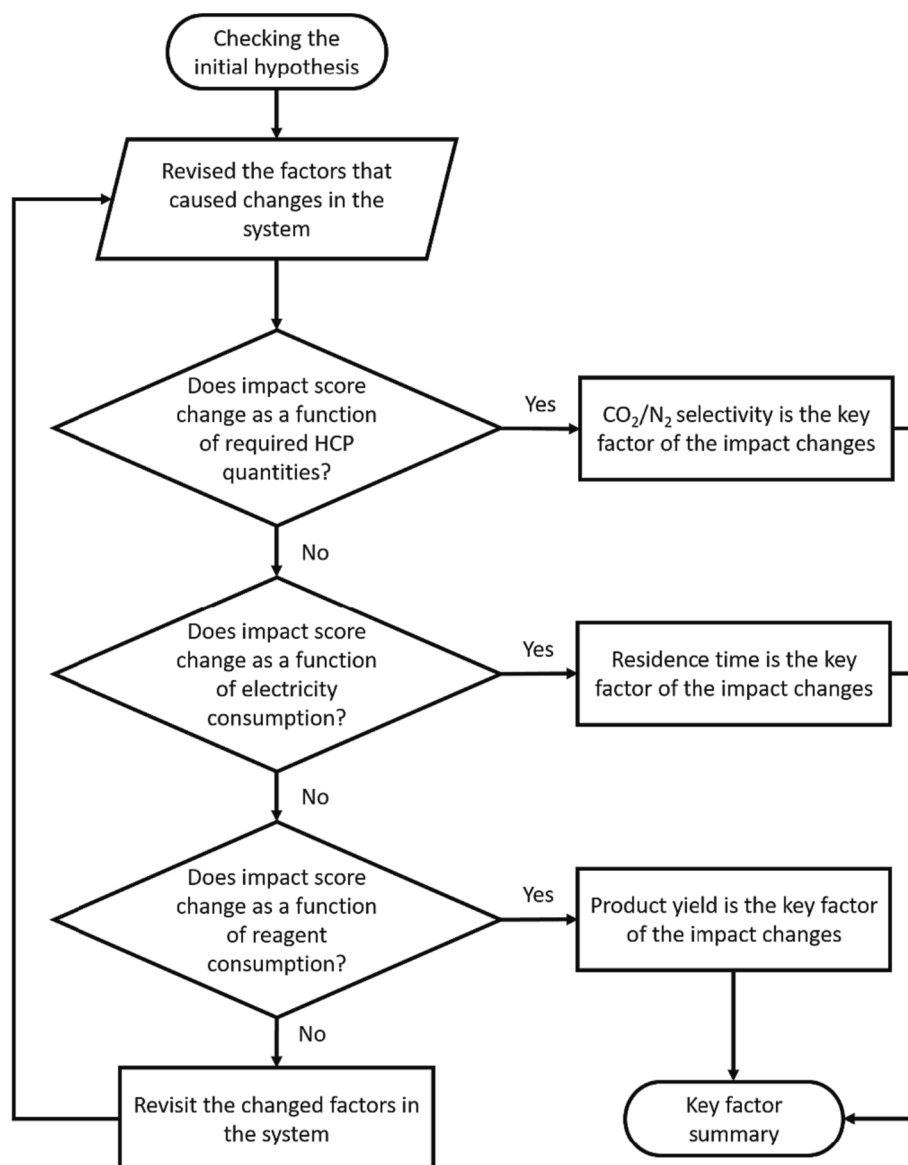 Checking the
initial hypothesis
Revised the factors that
caused changes in the
system
Does impact score
change as a function
of required HCP
quantities?
Yes
CO₂/N₂ selectivity is the key
factor of the impact changes
No
Does impact score
change as a function
of electricity
consumption?
Yes
Residence time is the key
factor of the impact changes
No
Does impact score
change as a function
of reagent
consumption?
Yes
Product yield is the key factor
of the impact changes
No
Revisit the changed factors in
the system
Key factor
summary